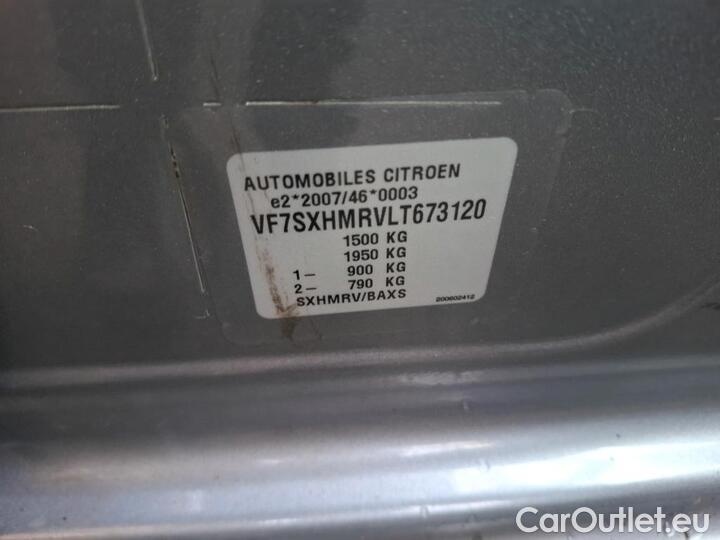 AUTOMOBILES CITROEN
e2*2007/46*0003
VF7SXHMRVLT673120
1500 KG
1950 KG
1- 900 KG
2- 790 KG
SXHMRV/BAXS 200602412
CarOutlet.eu